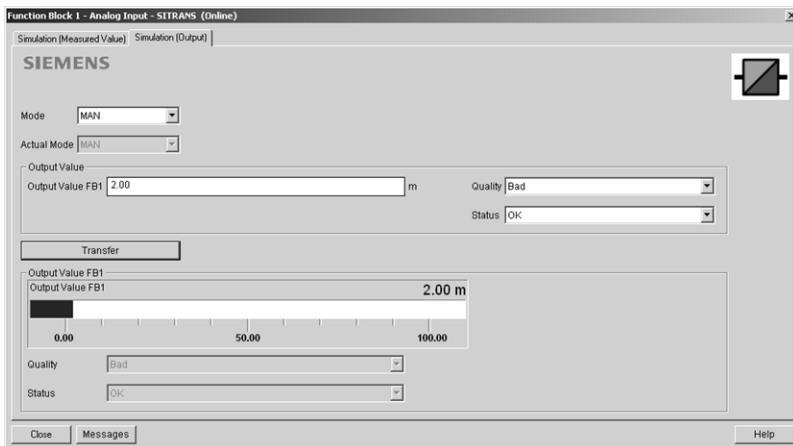 Function Block 1 - Analog Input - SITRANS (Online)
Simulation (Measured Value) Simulation (Output)
SIEMENS
Mode MAN
Actual Mode MAN
Output Value
Output Value FB1 2.00 m Quality Bad
Status OK
Transfer
Output Value FB1
Output Value FB1 2.00 m
0.00 50.00 100.00
Quality Bad
Status OK
Close Messages Help